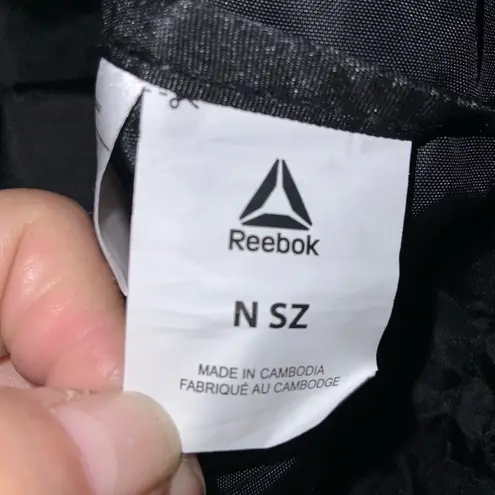 Reebok
N SZ
MADE IN CAMBODIA
FABRIQUÉ AU CAMBODGE